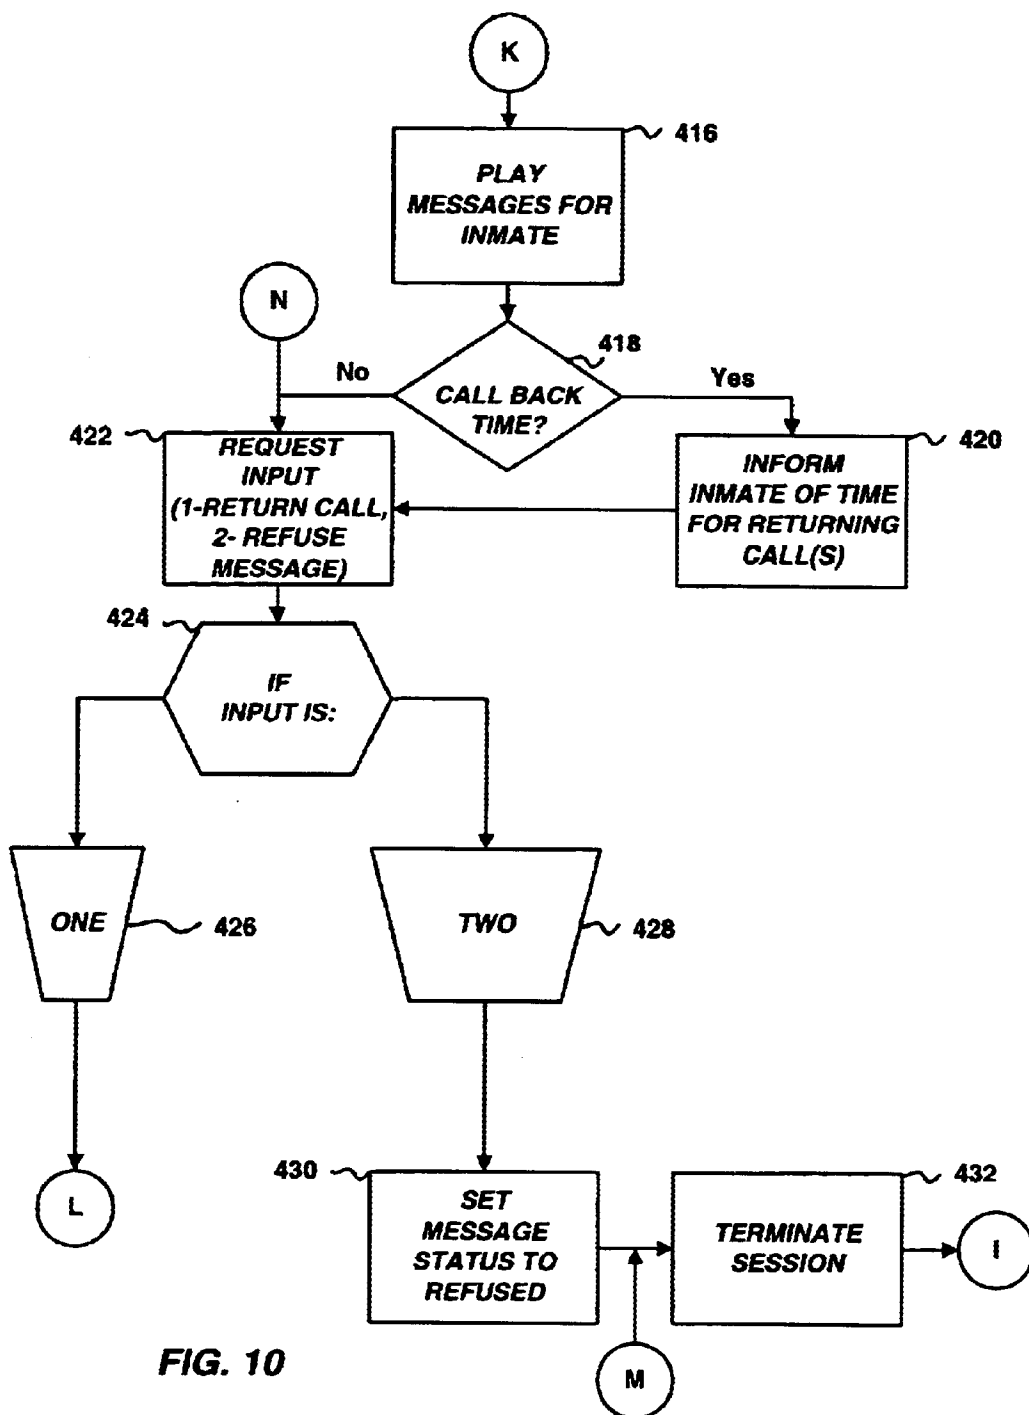 K
416
PLAY
MESSAGES FOR
INMATE
N
418
No
Yes
CALL BACK
TIME?
422
REQUEST
INPUT
(1-RETURN CALL,
2- REFUSE
MESSAGE)
420
INFORM
INMATE OF TIME
FOR RETURNING
CALL(S)
424
IF
INPUT IS:
ONE
426
TWO
428
L
430
SET
MESSAGE
STATUS TO
REFUSED
432
TERMINATE
SESSION
I
M
FIG. 10